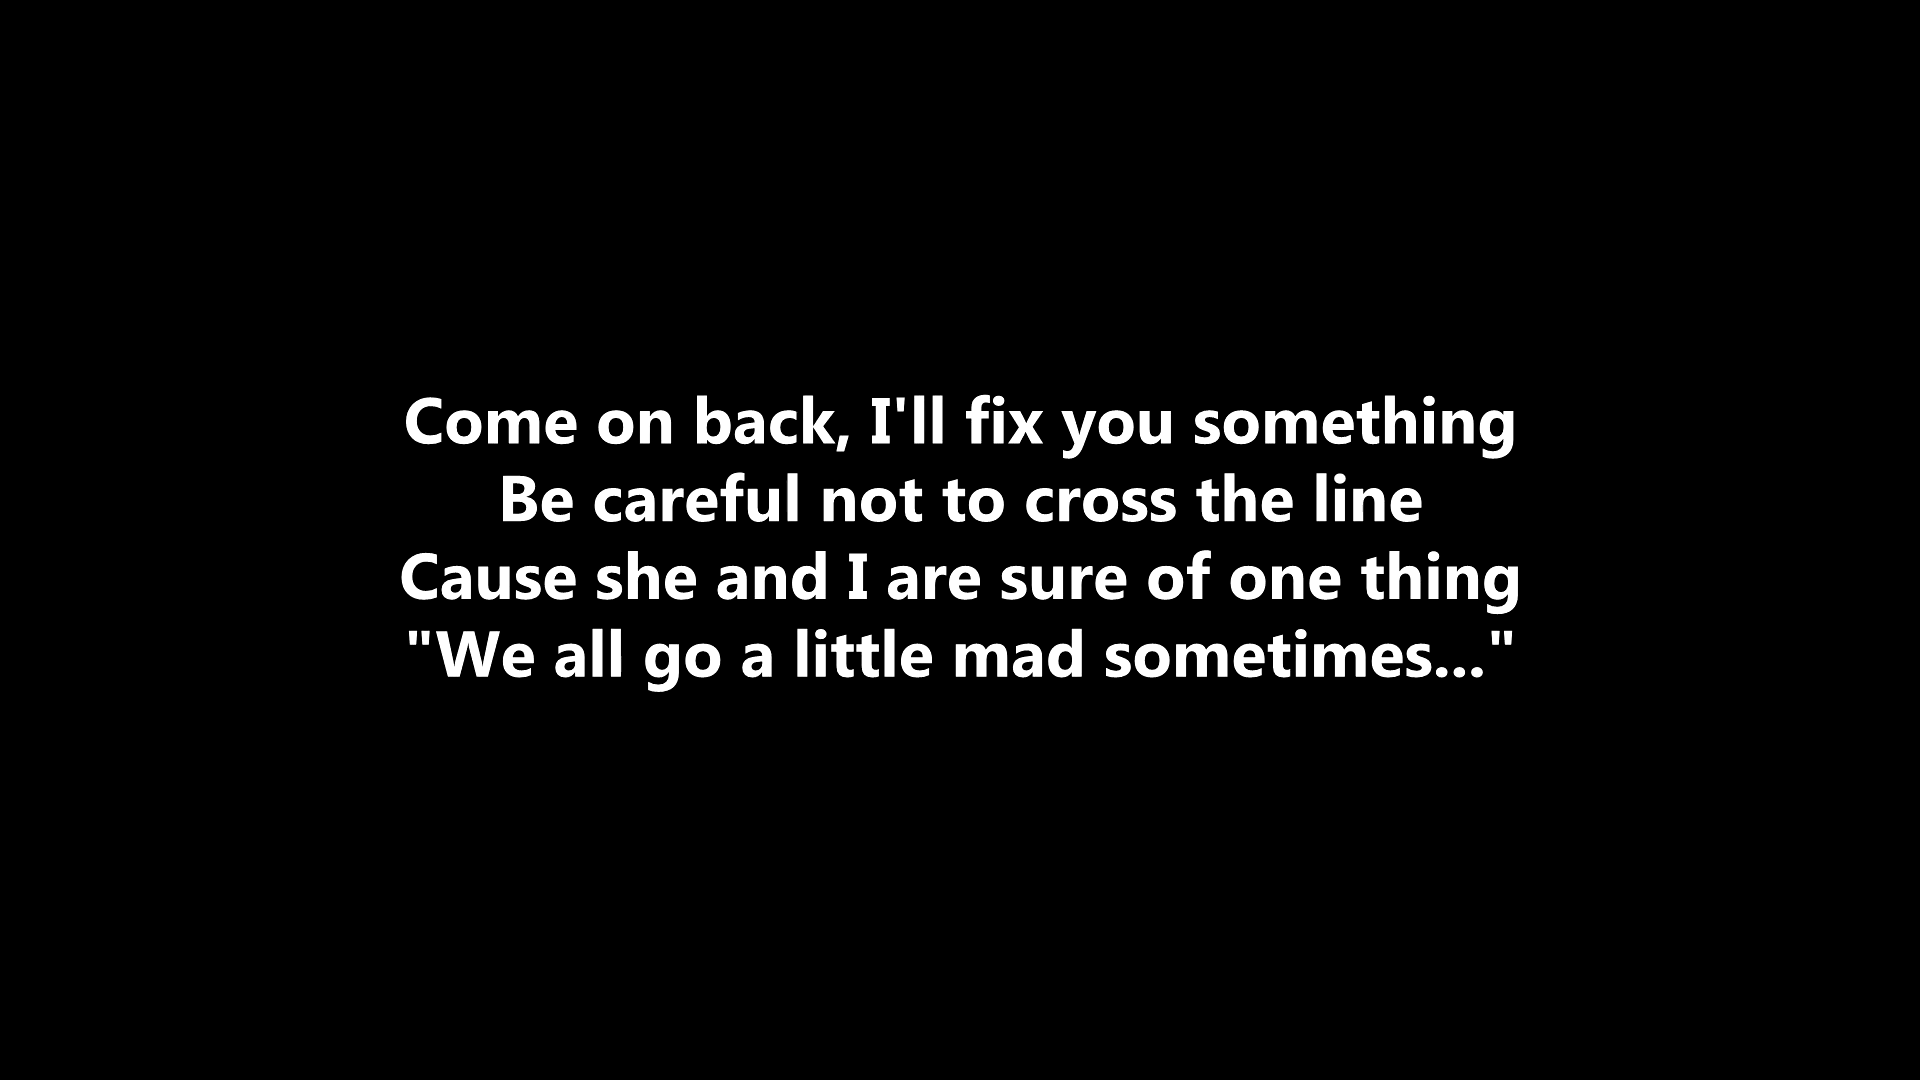 Come on back, I'll fix you something
Be careful not to cross the line
Cause she and I are sure of one thing
"We all go a little mad sometimes..."